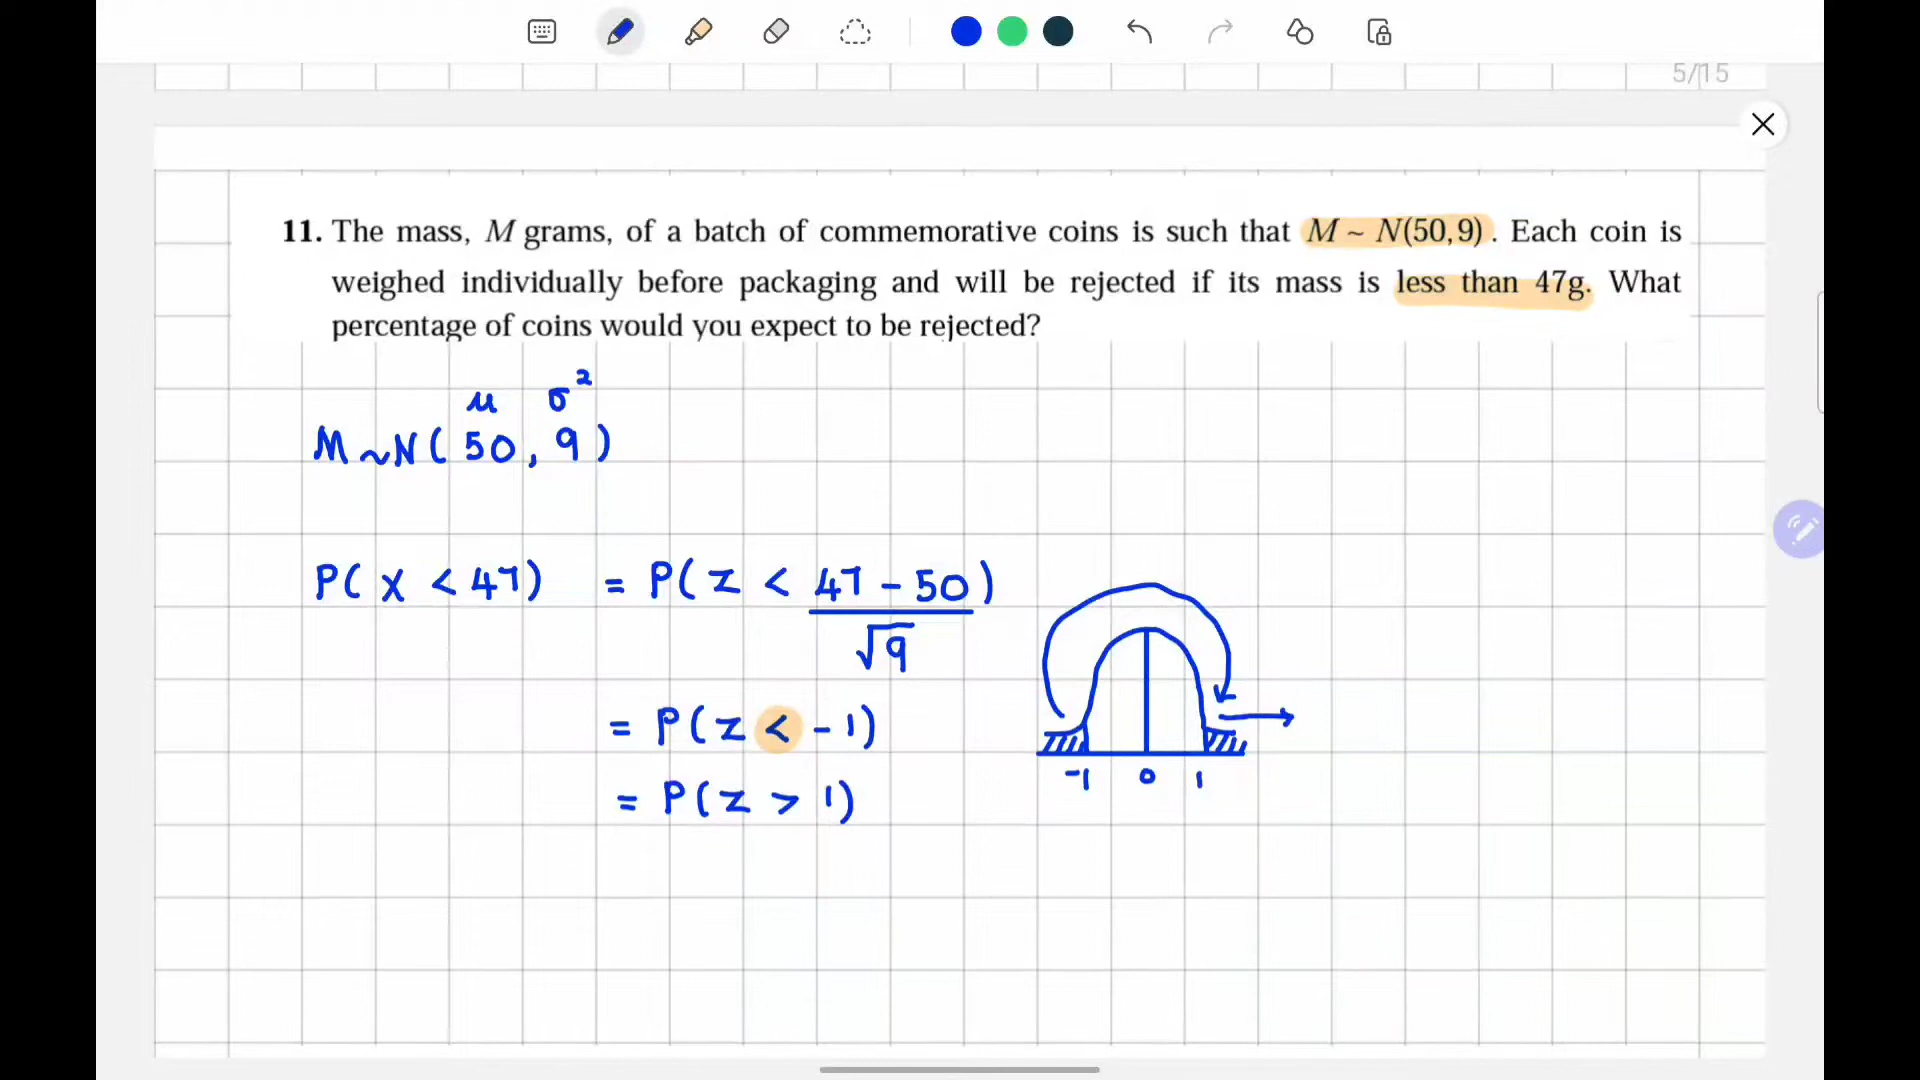 5/15
11. The mass, M grams, of a batch of commemorative coins is such that M ~ N(50,9). Each coin is
weighed individually before packaging and will be rejected if its mass is less than 47g. What
percentage of coins would you expect to be rejected?
μ σ²
M ~ N( 50 , 9 )
P( X < 47) = P( Z < 47 - 50 )
√9
= P( Z < - 1)
= P( Z > 1)
-1 0 1